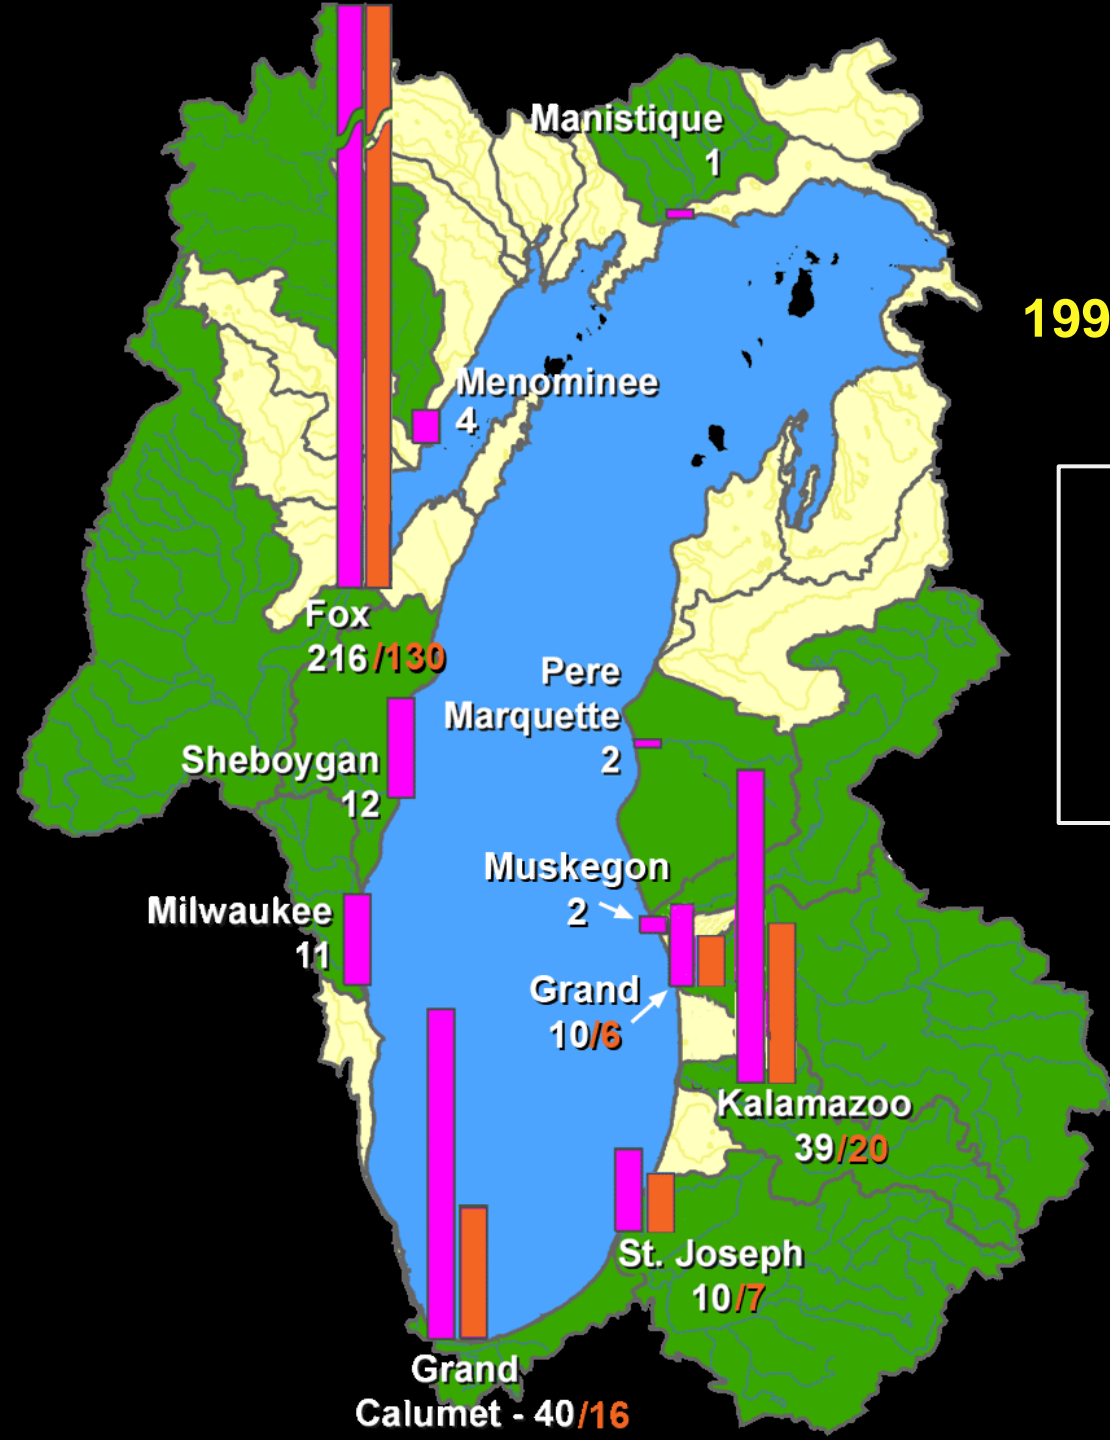 Manistique
1
199
Menominee
4
Fox
216/130
Pere
Marquette
2
Sheboygan
12
Muskegon
2
Milwaukee
11
Grand
10/6
Kalamazoo
39/20
St. Joseph
10/7
Grand
Calumet - 40/16